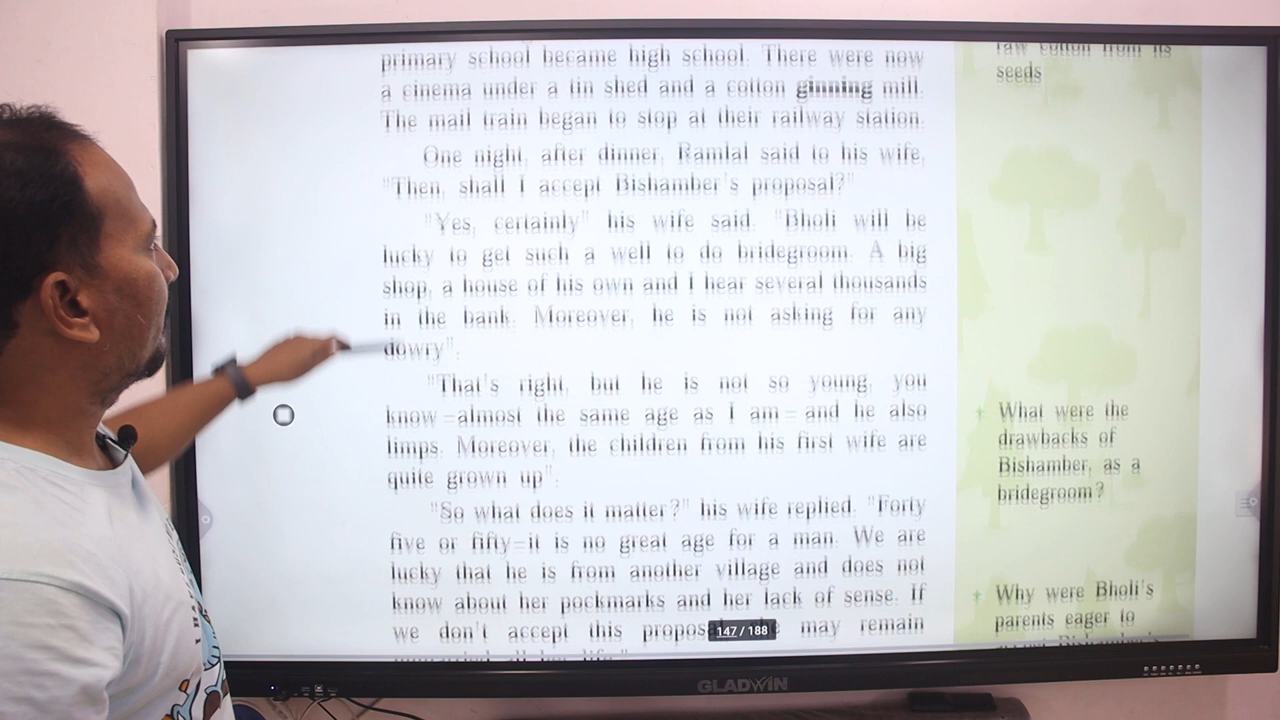 primary school became high school. There were now
a cinema under a tin shed and a cotton ginning mill.
The mail train began to stop at their railway station.
One night, after dinner, Ramlal said to his wife,
"Then, shall I accept Bishamber's proposal?"
"Yes, certainly" his wife said. "Bholi will be
lucky to get such a well to do bridegroom. A big
shop, a house of his own and I hear several thousands
in the bank. Moreover, he is not asking for any
dowry".
"That's right, but he is not so young, you
know – almost the same age as I am – and he also
limps. Moreover, the children from his first wife are
quite grown up".
"So what does it matter?" his wife replied. "Forty
five or fifty – it is no great age for a man. We are
lucky that he is from another village and does not
know about her pockmarks and her lack of sense. If
we don't accept this proposal may remain
unmarried all her life."
raw cotton from its
seeds
What were the
drawbacks of
Bishamber, as a
bridegroom?
Why were Bholi's
parents eager to
accept Bishamber's
147 / 188
GLADWIN